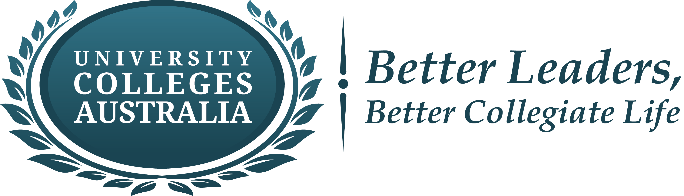 UNIVERSITY
COLLEGES
AUSTRALIA
Better Leaders,
Better Collegiate Life